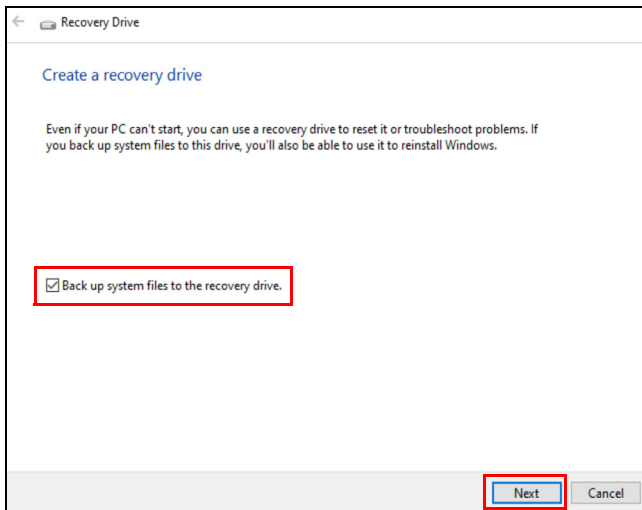 Recovery Drive
Create a recovery drive
Even if your PC can't start, you can use a recovery drive to reset it or troubleshoot problems. If
you back up system files to this drive, you'll also be able to use it to reinstall Windows.
Back up system files to the recovery drive.
Next Cancel